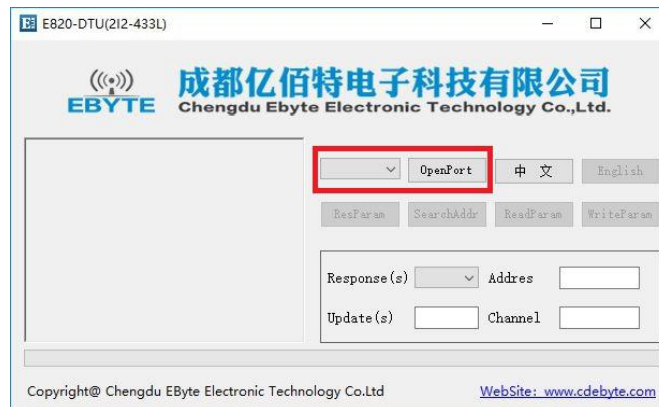 E820-DTU(2I2-433L)
成都亿佰特电子科技有限公司
EBYTE Chengdu Ebyte Electronic Technology Co.,Ltd.
OpenPort 中 文 English
ResParam SearchAddr ReadParam WriteParam
Response(s) Addres
Update(s) Channel
Copyright@ Chengdu EByte Electronic Technology Co.Ltd WebSite: www.cdebyte.com